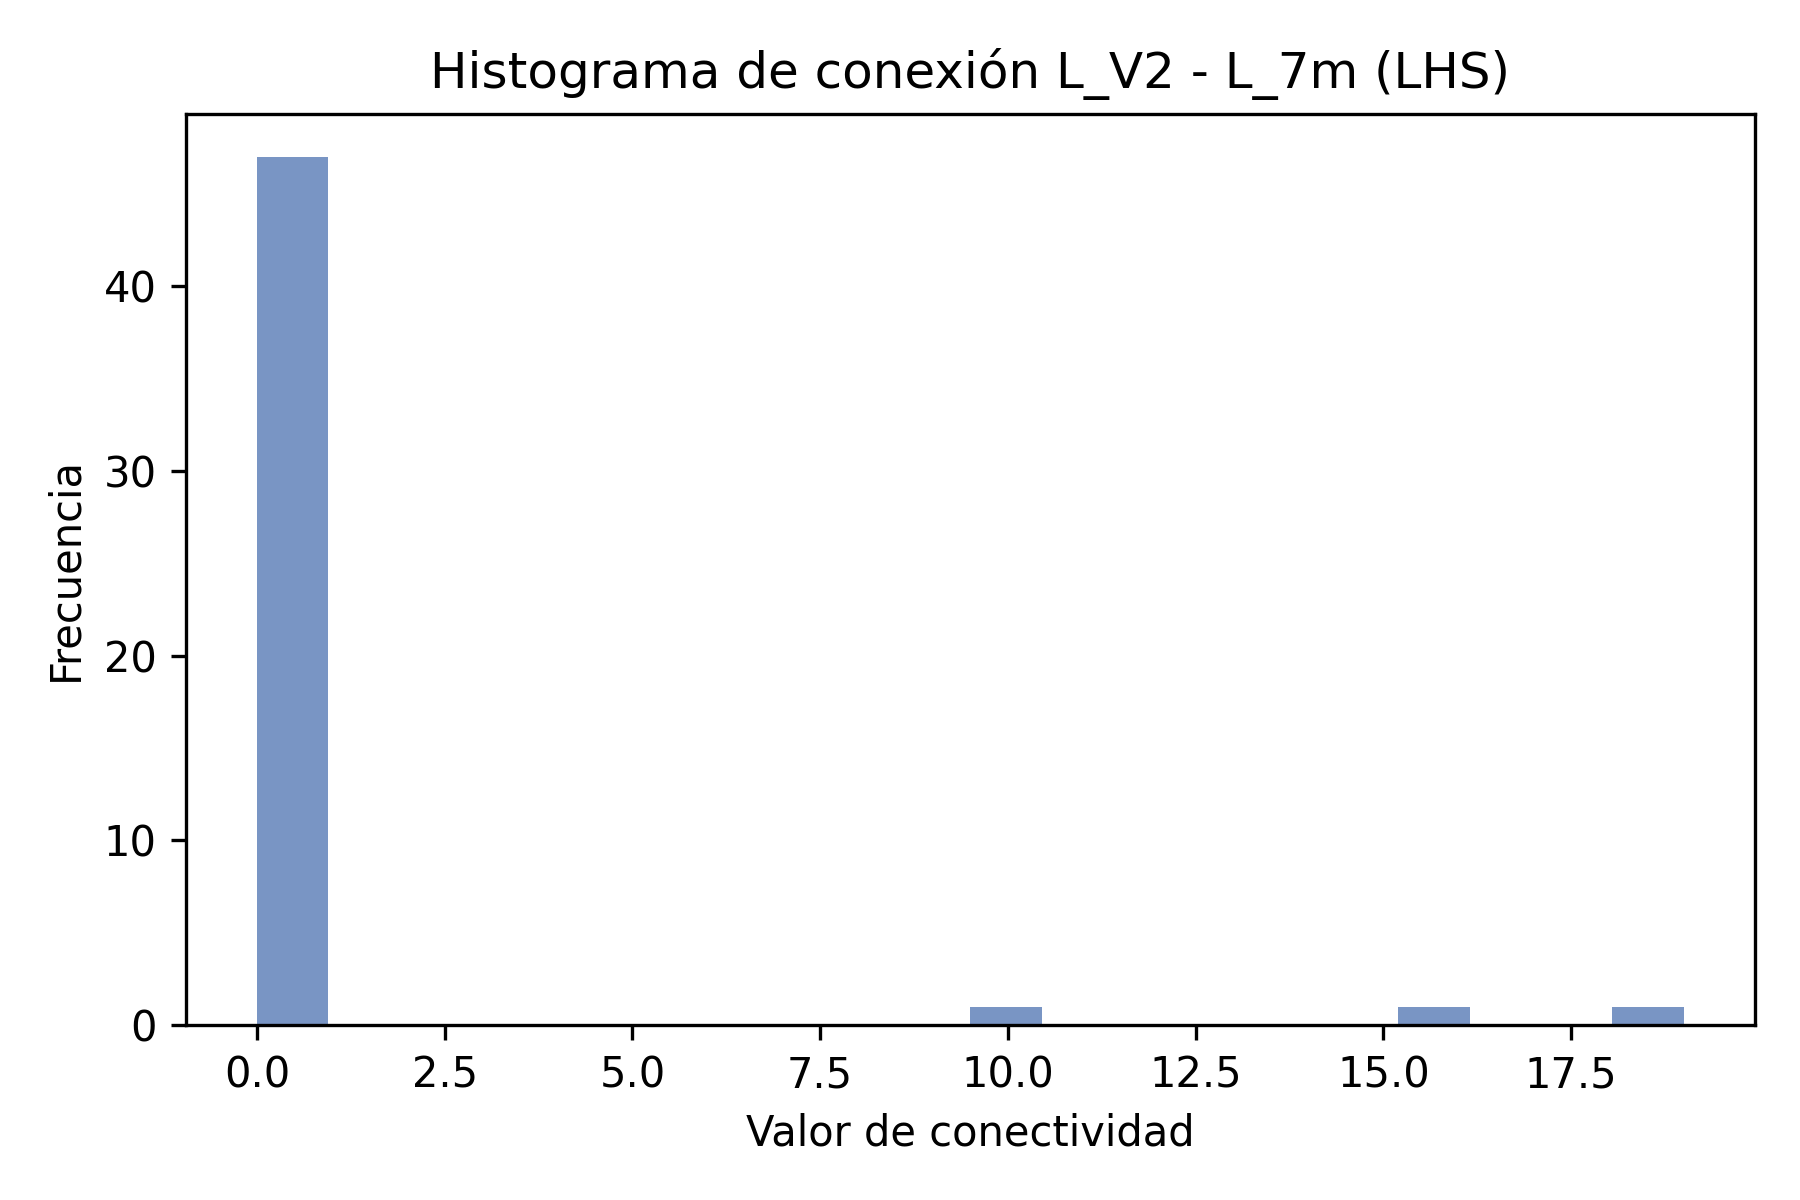 Histograma de conexión L_V2 - L_7m (LHS)
Frecuencia
40
30
20
10
0
0.0 2.5 5.0 7.5 10.0 12.5 15.0 17.5
Valor de conectividad